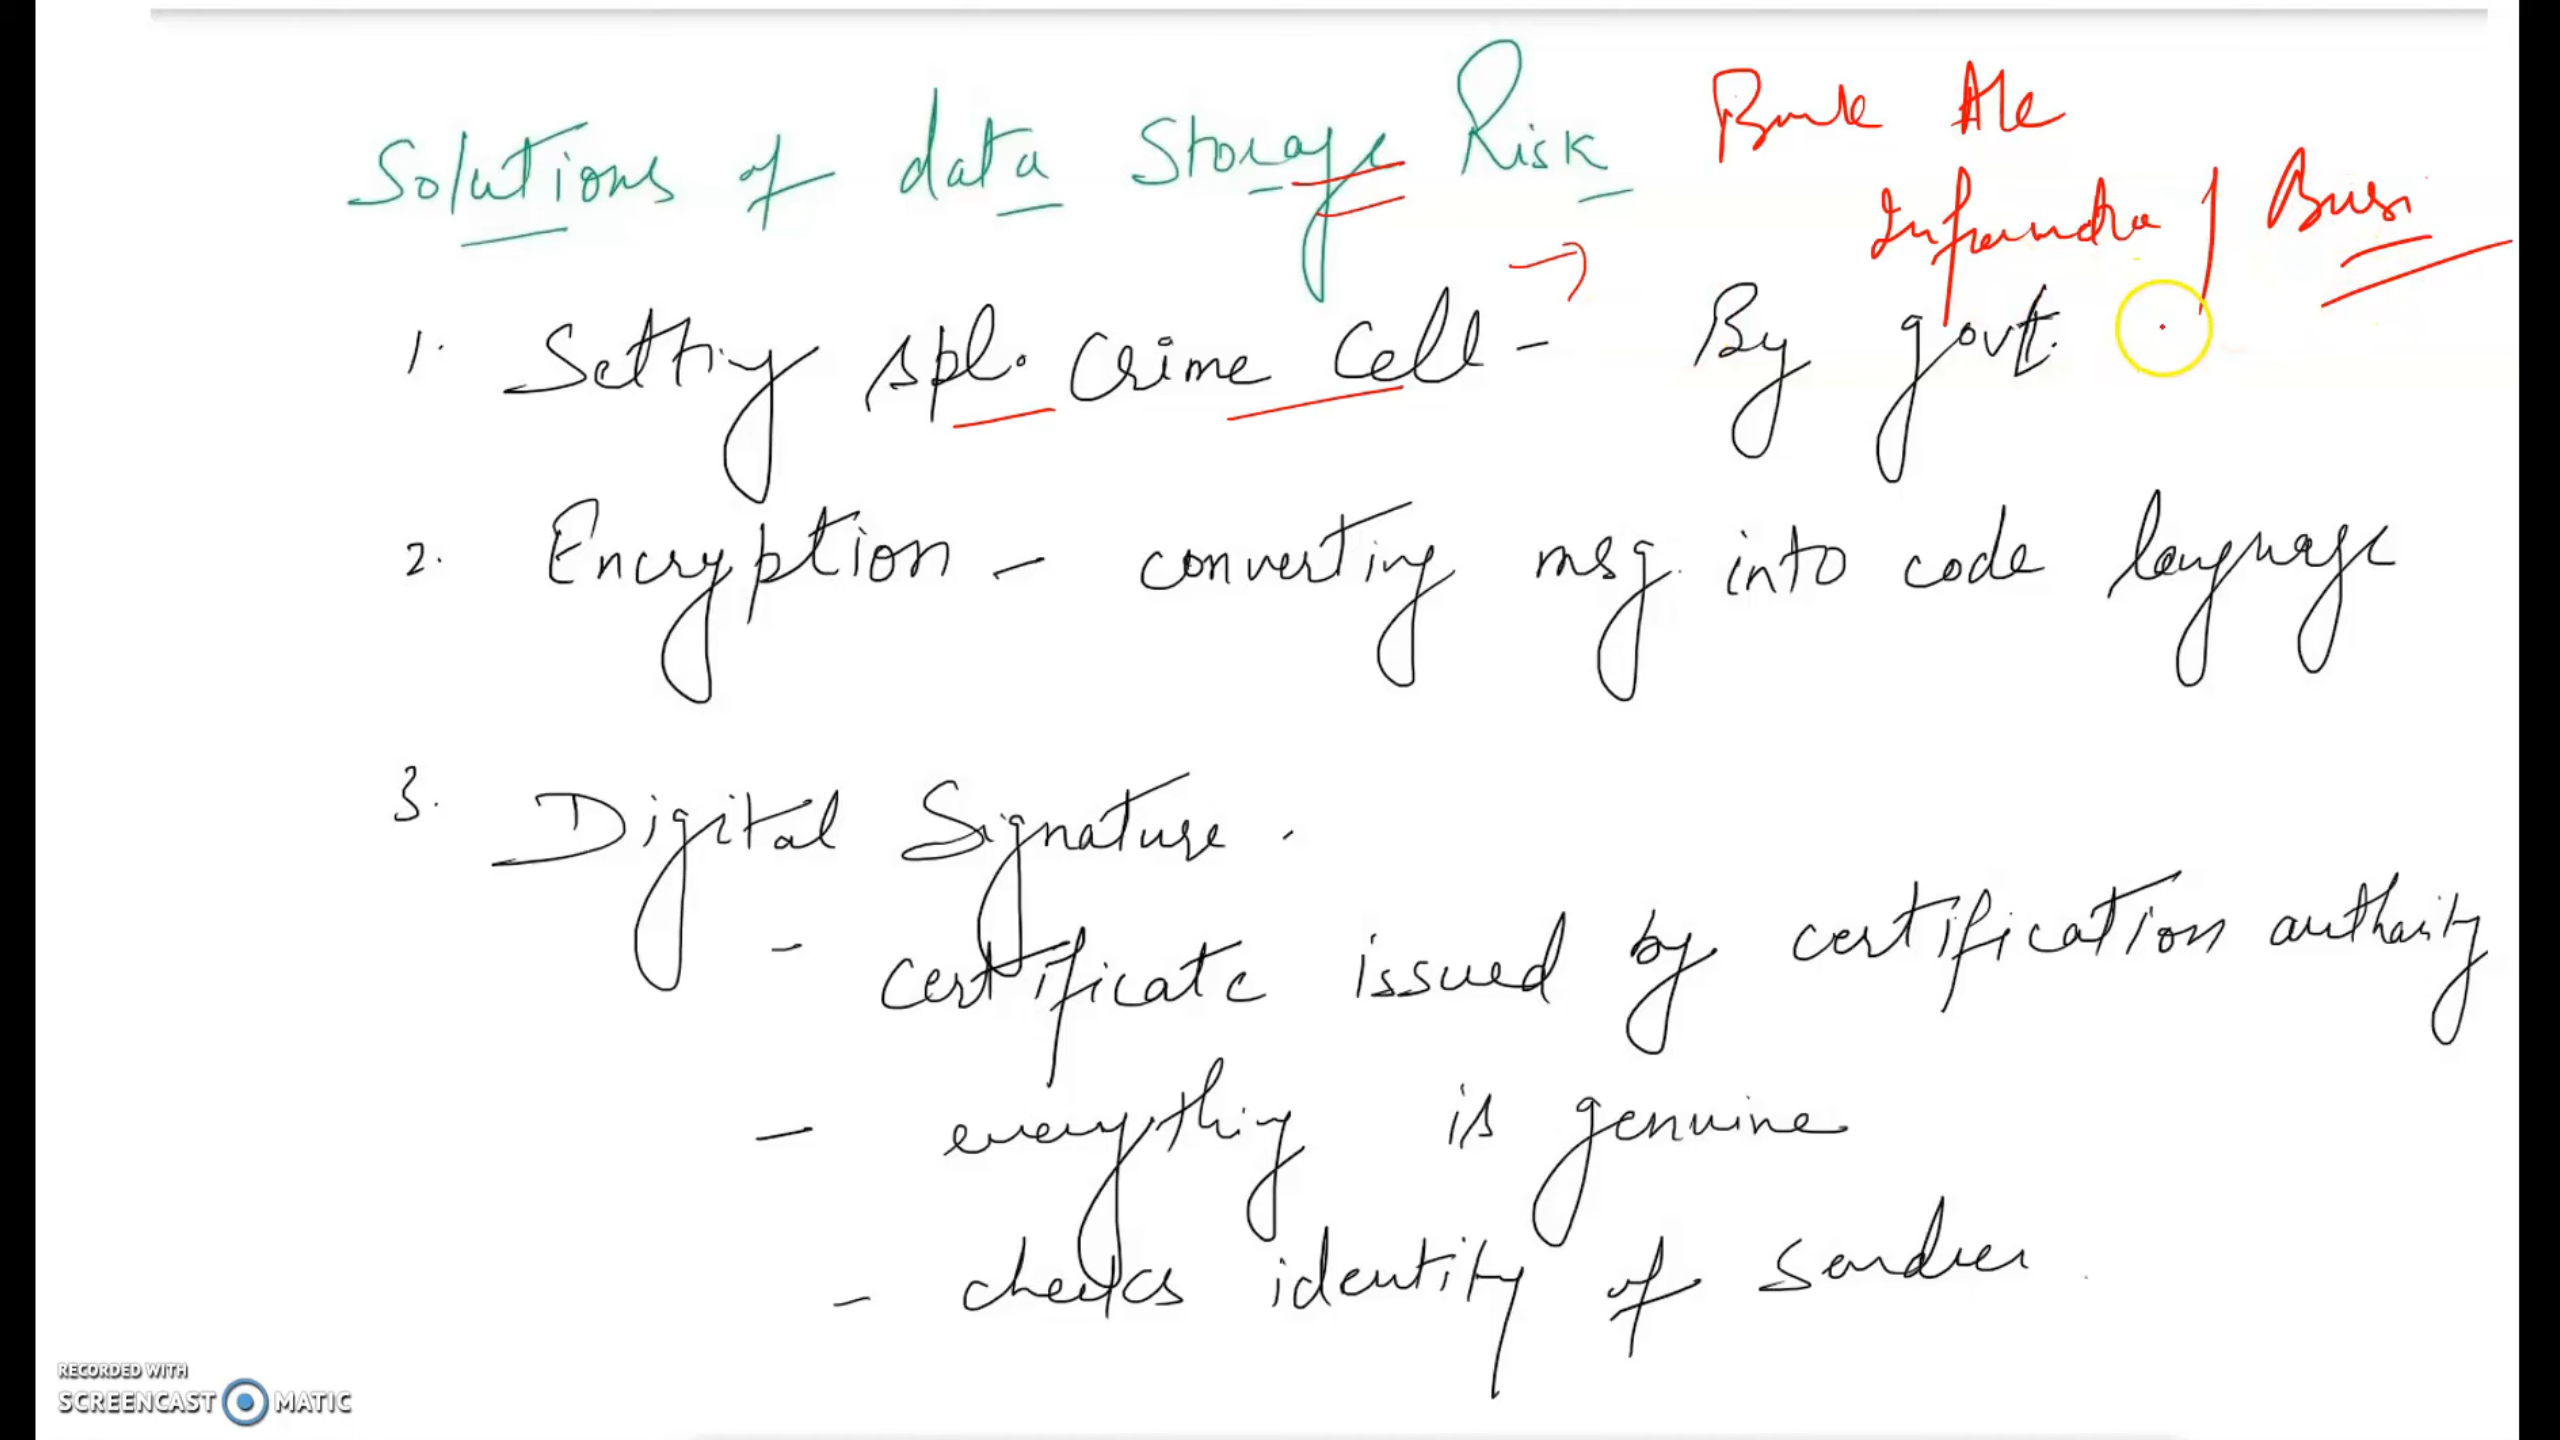 Solutions of data Storage Risk
Bank A/c
of Busi
1. Setting spl. Crime Cell - By govt.
2. Encryption - converting msg. into code language
3. Digital Signature.
- certificate issued by certification authority
- everything is genuine
- checks identity of sender
RECORDED WITH
SCREENCAST MATIC